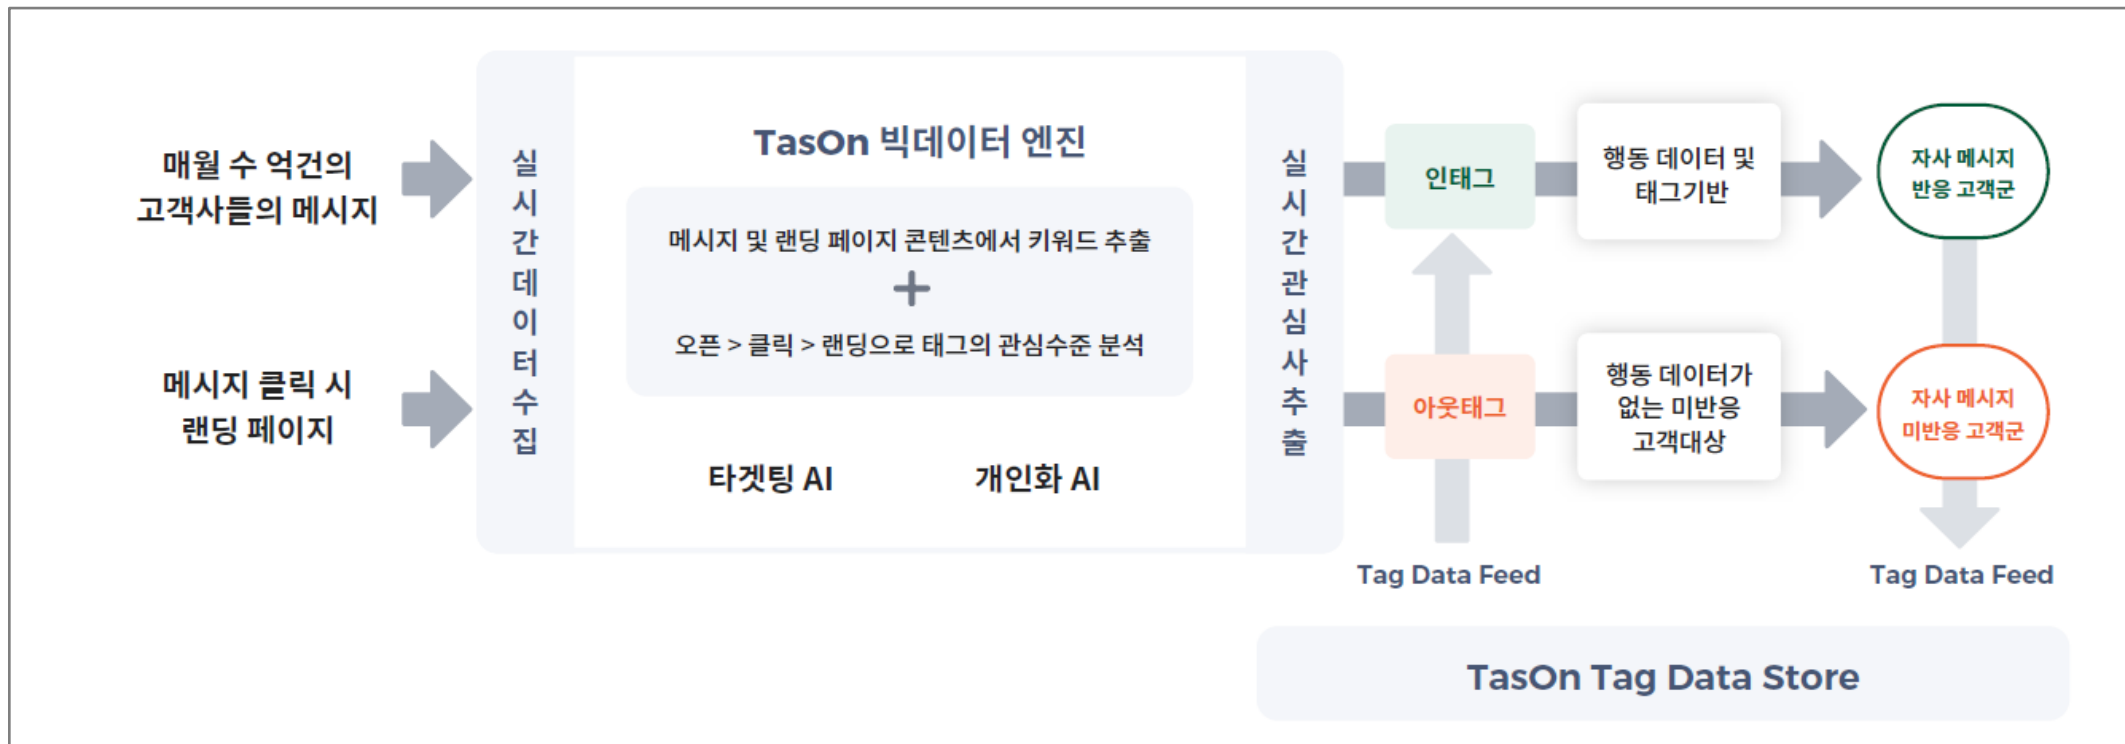 매월 수 억건의
고객사들의 메시지
메시지 클릭 시
랜딩 페이지
실시간데이터수집
TasOn 빅데이터 엔진
메시지 및 랜딩 페이지 콘텐츠에서 키워드 추출
+
오픈 > 클릭 > 랜딩으로 태그의 관심수준 분석
타겟팅 AI
개인화 AI
실시간관심사추출
인태그
행동 데이터 및
태그기반
자사 메시지
반응 고객군
아웃태그
행동 데이터가
없는 미반응
고객대상
자사 메시지
미반응 고객군
Tag Data Feed
Tag Data Feed
TasOn Tag Data Store